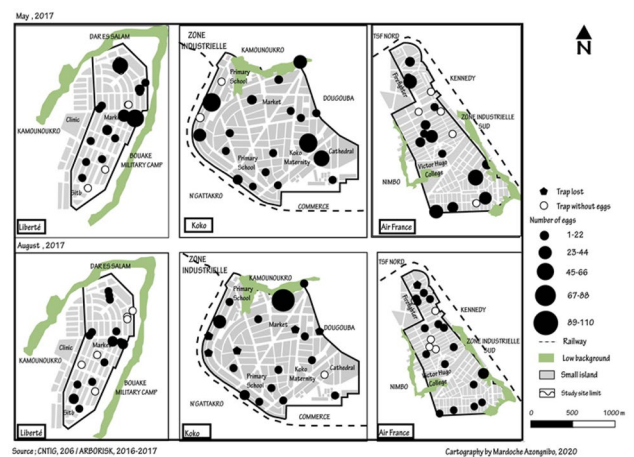 May, 2017
DAR ES SALAM
Clinic
Market
KAMOUNOUKRO
BOUAKE
MILITARY CAMP
Sita
Liberté
ZONE
INDUSTRIELLE
KAMOUNOUKRO
Primary
School
Market
DOUGOUBA
Primary
School
Koko
Maternity
Cathedral
N'GATTAKRO
COMMERCE
Koko
TSF NORD
KENNEDY
ZONE INDUSTRIELLE
SUD
Victor Hugo
College
NIMBO
Air France
N
Trap lost
Trap without eggs
Number of eggs
1-22
23-44
45-66
67-88
89-110
Railway
Low background
Small island
Study site limit
0 500 1000 m
August, 2017
DAR ES SALAM
Clinic
Market
KAMOUNOUKRO
BOUAKE
MILITARY CAMP
Sita
Liberté
ZONE
INDUSTRIELLE
KAMOUNOUKRO
Primary
School
Market
DOUGOUBA
Primary
School
Koko
Maternity
Cathedral
N'GATTAKRO
COMMERCE
Koko
TSF NORD
KENNEDY
ZONE INDUSTRIELLE
SUD
Victor Hugo
College
NIMBO
Air France
Source ; CNTIG, 206 / ARBORISK, 2016-2017
Cartography by Mardoche Azongnibo, 2020